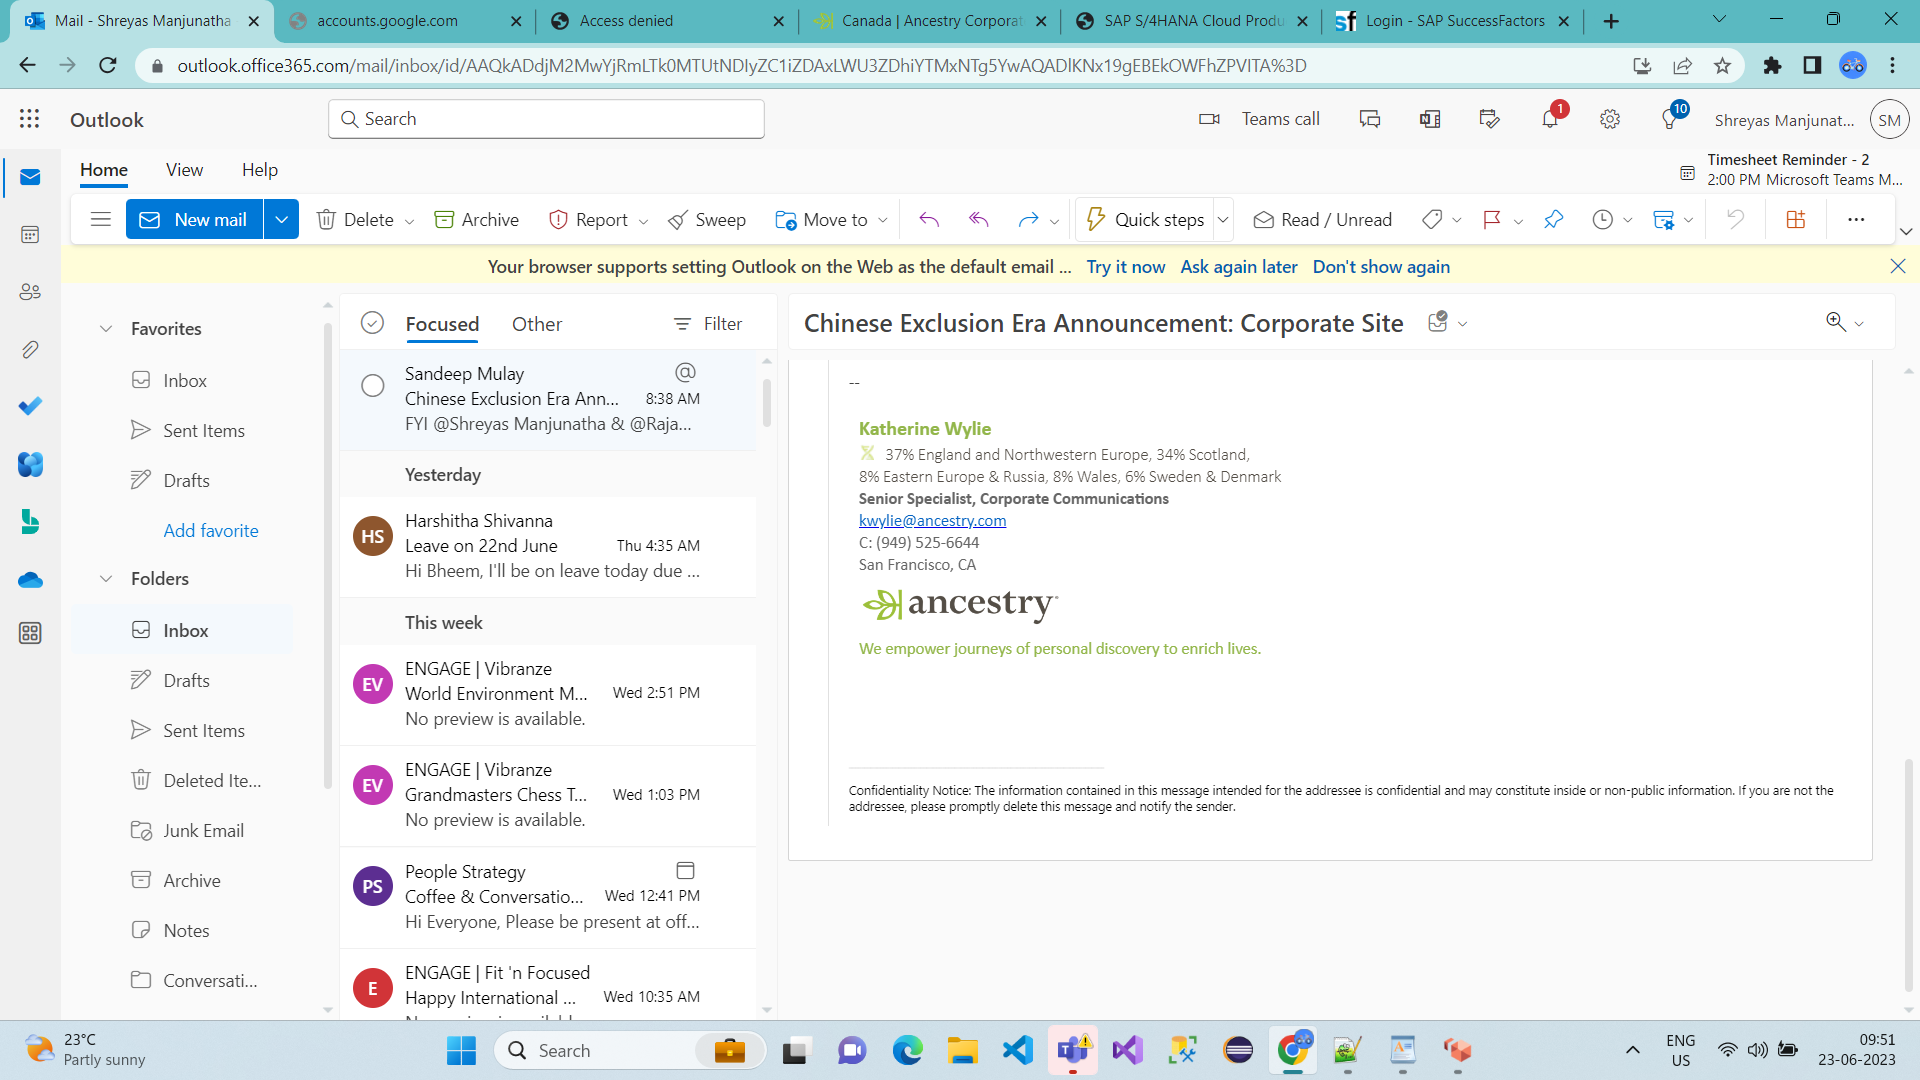 Mail - Shreyas Manjunatha
accounts.google.com
Access denied
Canada | Ancestry Corporat
SAP S/4HANA Cloud Produ
Login - SAP SuccessFactors
outlook.office365.com/mail/inbox/id/AAQkADdjM2MwYjRmLTk0MTUtNDIyZC1iZDAxLWU3ZDhiYTMxNTg5YwAQADlKNx19gEBEkOWFhZPVITA%3D
Outlook
Search
Teams call
1
10
Shreyas Manjunat...
SM
Home
View
Help
Timesheet Reminder - 2
2:00 PM Microsoft Teams M...
New mail
Delete
Archive
Report
Sweep
Move to
Quick steps
Read / Unread
Your browser supports setting Outlook on the Web as the default email ...
Try it now
Ask again later
Don't show again
Favorites
Inbox
Sent Items
Drafts
Add favorite
Folders
Inbox
Drafts
Sent Items
Deleted Ite...
Junk Email
Archive
Notes
Conversati...
Focused
Other
Filter
Sandeep Mulay
Chinese Exclusion Era Ann... 8:38 AM
FYI @Shreyas Manjunatha & @Raja...
Yesterday
HS
Harshitha Shivanna
Leave on 22nd June Thu 4:35 AM
Hi Bheem, I'll be on leave today due ...
This week
EV
ENGAGE | Vibranze
World Environment M... Wed 2:51 PM
No preview is available.
EV
ENGAGE | Vibranze
Grandmasters Chess T... Wed 1:03 PM
No preview is available.
PS
People Strategy
Coffee & Conversatio... Wed 12:41 PM
Hi Everyone, Please be present at off...
E
ENGAGE | Fit 'n Focused
Happy International ... Wed 10:35 AM
Chinese Exclusion Era Announcement: Corporate Site
--
Katherine Wylie
37% England and Northwestern Europe, 34% Scotland,
8% Eastern Europe & Russia, 8% Wales, 6% Sweden & Denmark
Senior Specialist, Corporate Communications
kwylie@ancestry.com
C: (949) 525-6644
San Francisco, CA
ancestry
We empower journeys of personal discovery to enrich lives.
Confidentiality Notice: The information contained in this message intended for the addressee is confidential and may constitute inside or non-public information. If you are not the
addressee, please promptly delete this message and notify the sender.
23°C
Partly sunny
Search
ENG
US
09:51
23-06-2023